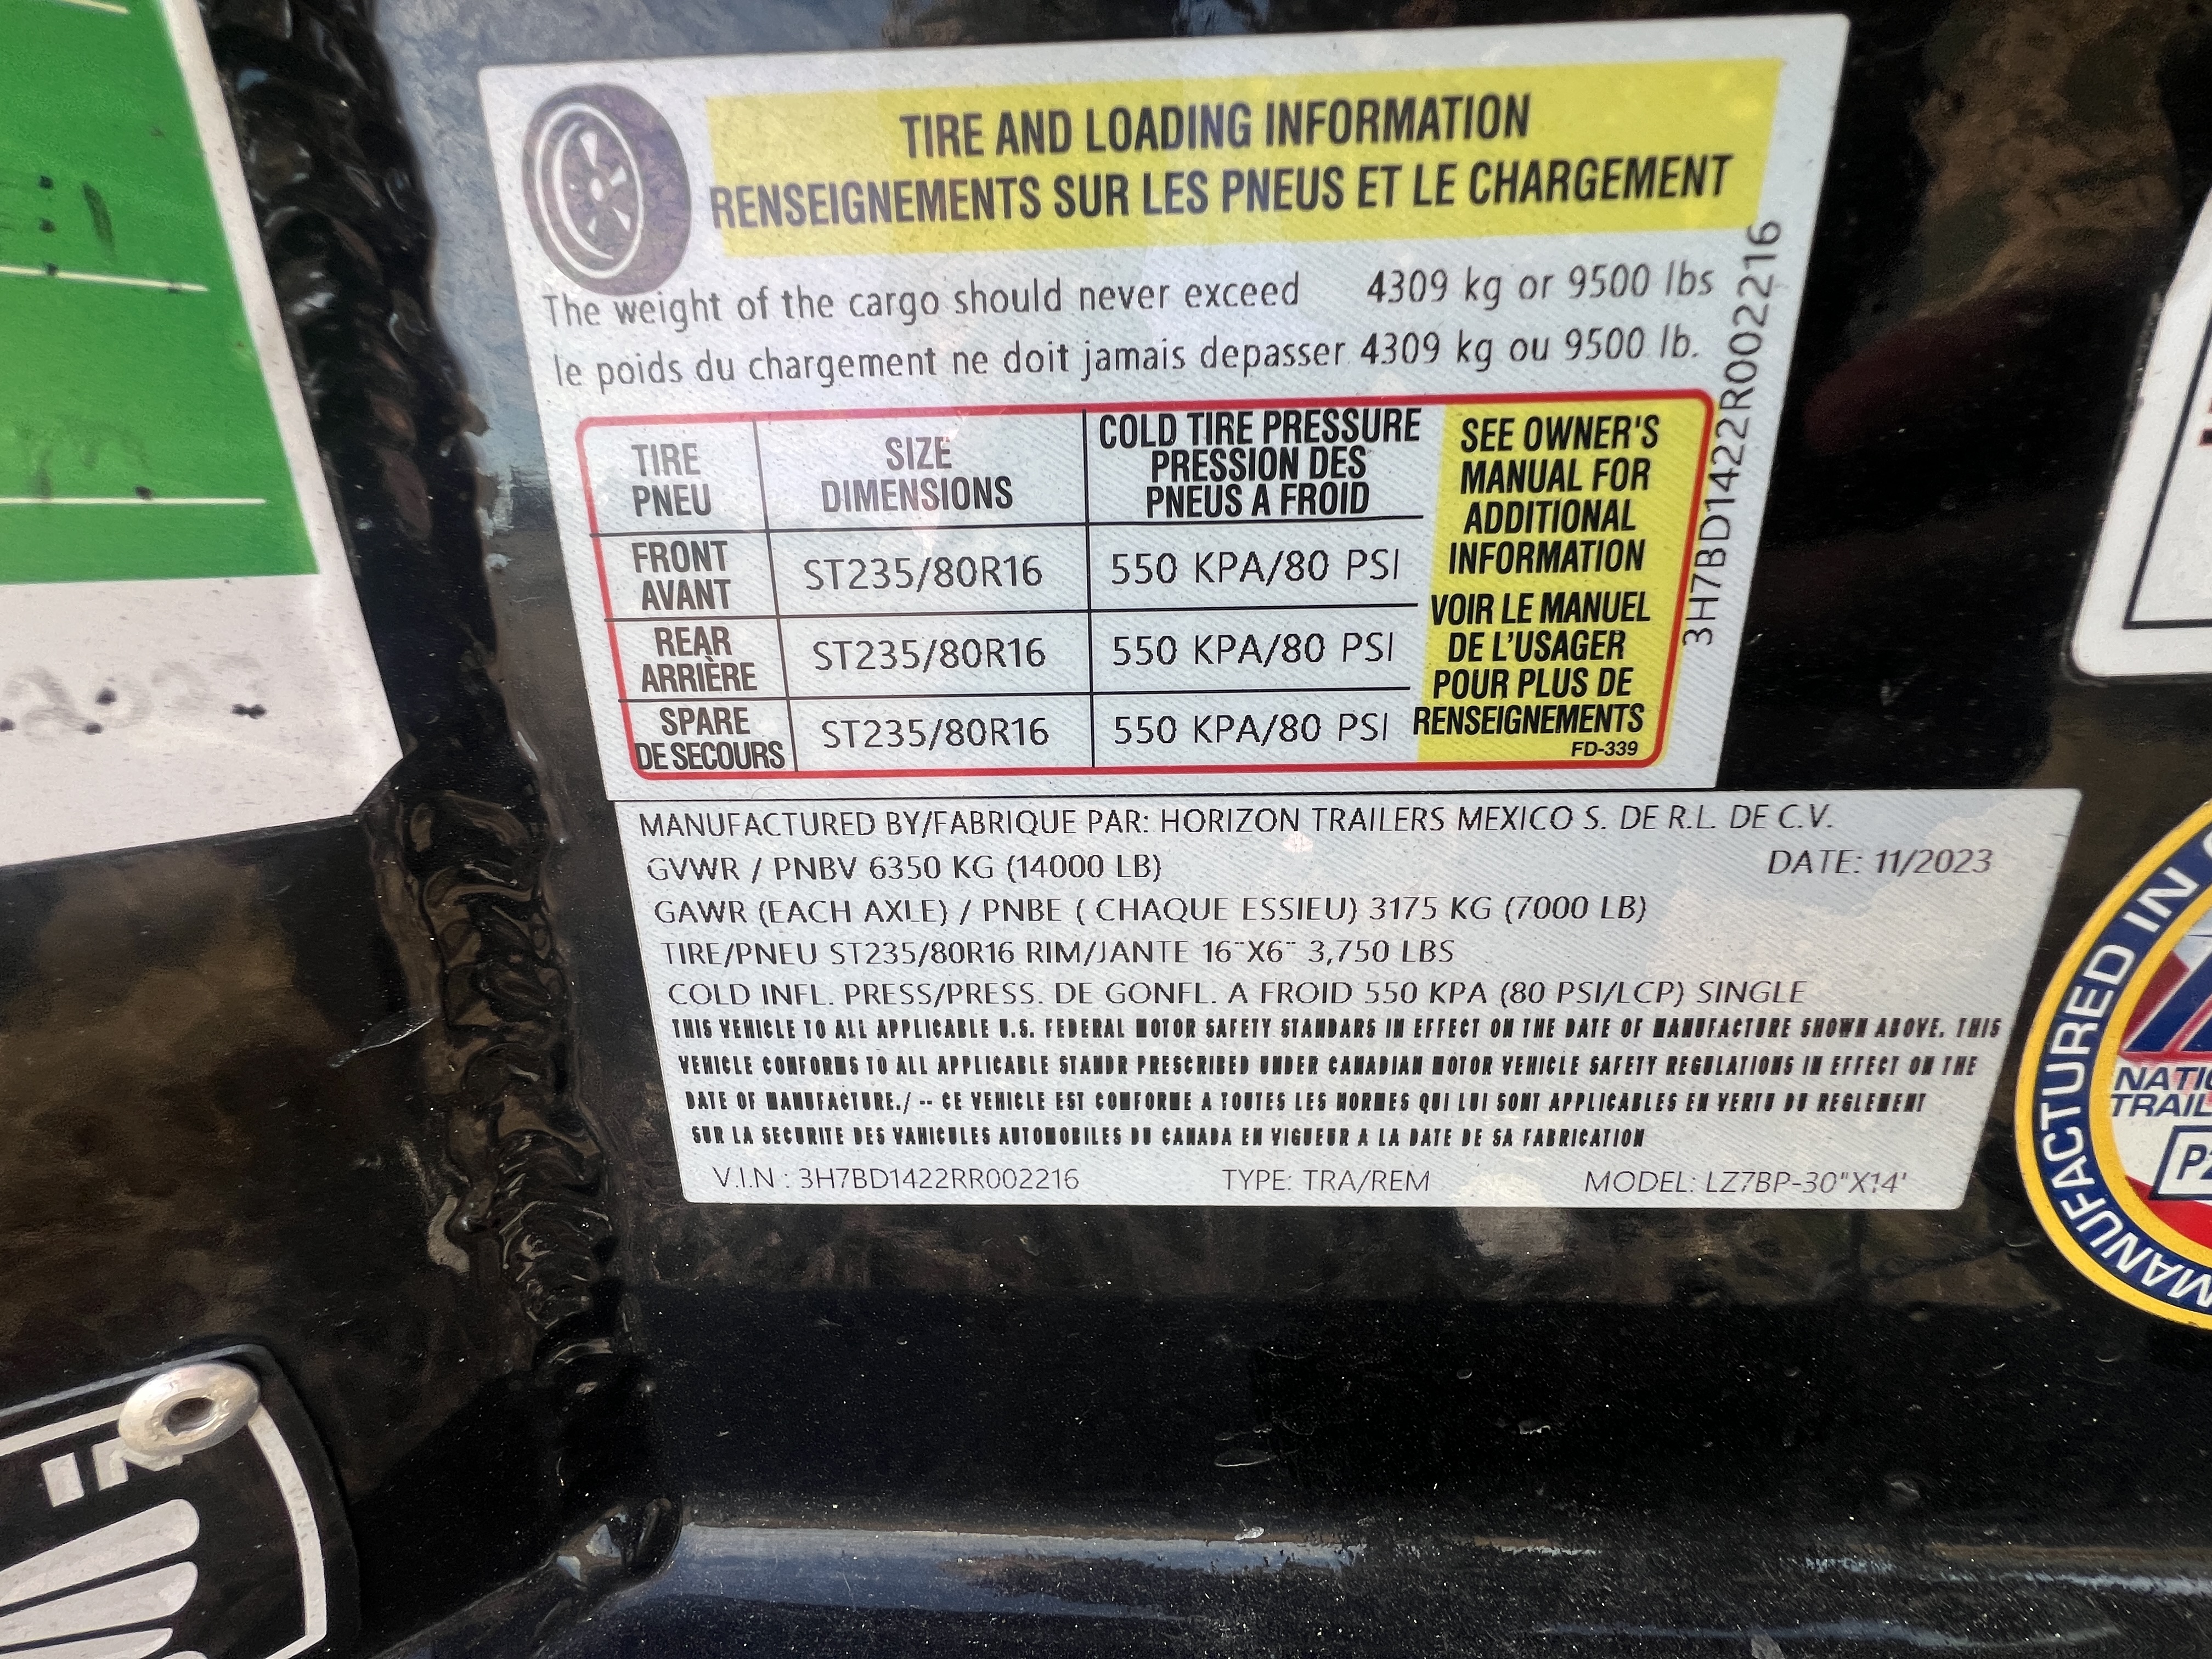 TIRE AND LOADING INFORMATION
RENSEIGNEMENTS SUR LES PNEUS ET LE CHARGEMENT
The weight of the cargo should never exceed 4309 kg or 9500 lbs
le poids du chargement ne doit jamais depasser 4309 kg ou 9500 lb.
3H7BD1422R0022216
TIRE
PNEU
SIZE
DIMENSIONS
COLD TIRE PRESSURE
PRESSION DES
PNEUS A FROID
FRONT
AVANT
ST235/80R16
550 KPA/80 PSI
REAR
ARRIÈRE
ST235/80R16
550 KPA/80 PSI
SPARE
DE SECOURS
ST235/80R16
550 KPA/80 PSI
SEE OWNER'S
MANUAL FOR
ADDITIONAL
INFORMATION
VOIR LE MANUEL
DE L'USAGER
POUR PLUS DE
RENSEIGNEMENTS
FD-339
MANUFACTURED BY/FABRIQUE PAR: HORIZON TRAILERS MEXICO S. DE R.L. DE C.V.
GVWR / PNBV 6350 KG (14000 LB) DATE: 11/2023
GAWR (EACH AXLE) / PNBE ( CHAQUE ESSIEU) 3175 KG (7000 LB)
TIRE/PNEU ST235/80R16 RIM/JANTE 16¨X6¨ 3,750 LBS
COLD INFL. PRESS/PRESS. DE GONFL. A FROID 550 KPA (80 PSI/LCP) SINGLE
THIS VEHICLE TO ALL APPLICABLE U.S. FEDERAL MOTOR SAFETY STANDARS IN EFFECT ON THE DATE OF MANUFACTURE SHOWN ABOVE. THIS
VEHICLE CONFORMS TO ALL APPLICABLE STANDR PRESCRIBED UNDER CANADIAN MOTOR VEHICLE SAFETY REGULATIONS IN EFFECT ON THE
DATE OF MANUFACTURE./ -- CE VEHICLE EST CONFORME A TOUTES LES NORMES QUI LUI SONT APPLICABLES EN VERTU DU REGLEMENT
SUR LA SECURITE DES VAHICULES AUTOMOBILES DU CANADA EN VIGUEUR A LA DATE DE SA FABRICATION
V.I.N : 3H7BD1422RR002216 TYPE: TRA/REM MODEL: LZ7BP-30"X14'
MANUFACTURED IN